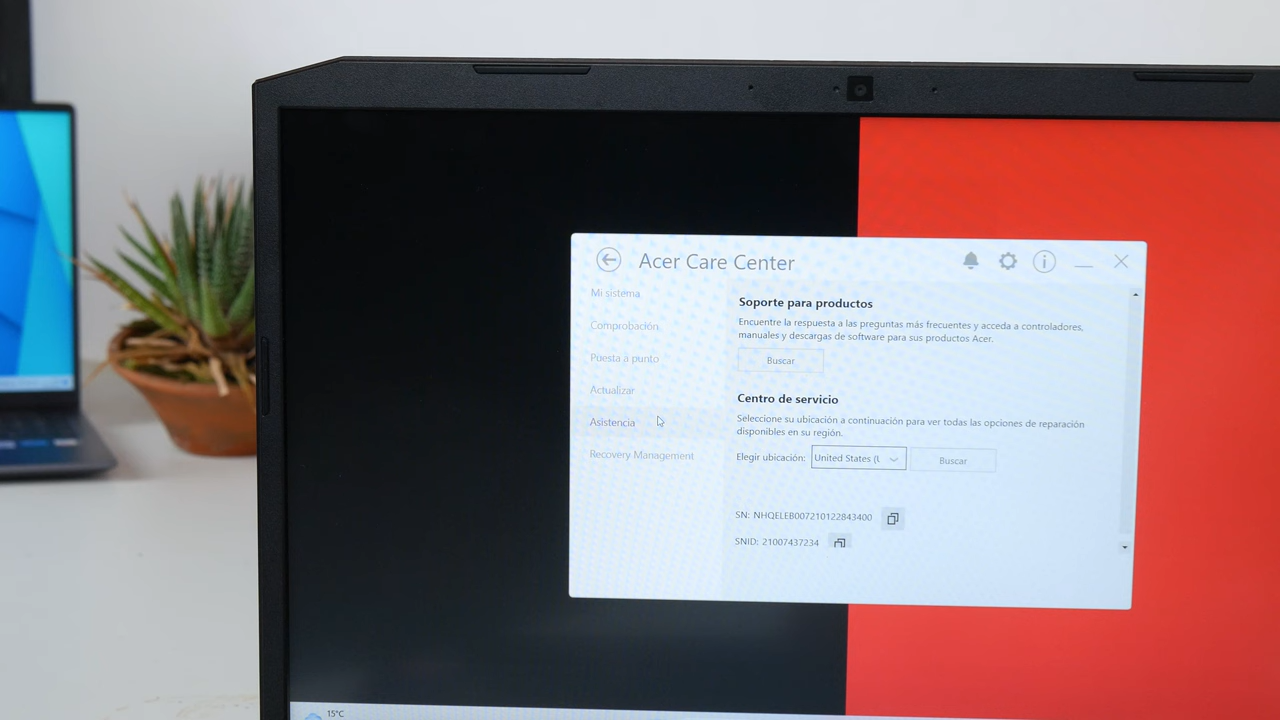 Acer Care Center
Mi sistema
Comprobación
Puesta a punto
Actualizar
Asistencia
Recovery Management
Soporte para productos
Encuentre la respuesta a las preguntas más frecuentes y acceda a controladores,
manuales y descargas de software para sus productos Acer.
Buscar
Centro de servicio
Seleccione su ubicación a continuación para ver todas las opciones de reparación
disponibles en su región.
Elegir ubicación: United States (U Buscar
SN: NHQELEB007210122843400
SNID: 21007437234
15°C